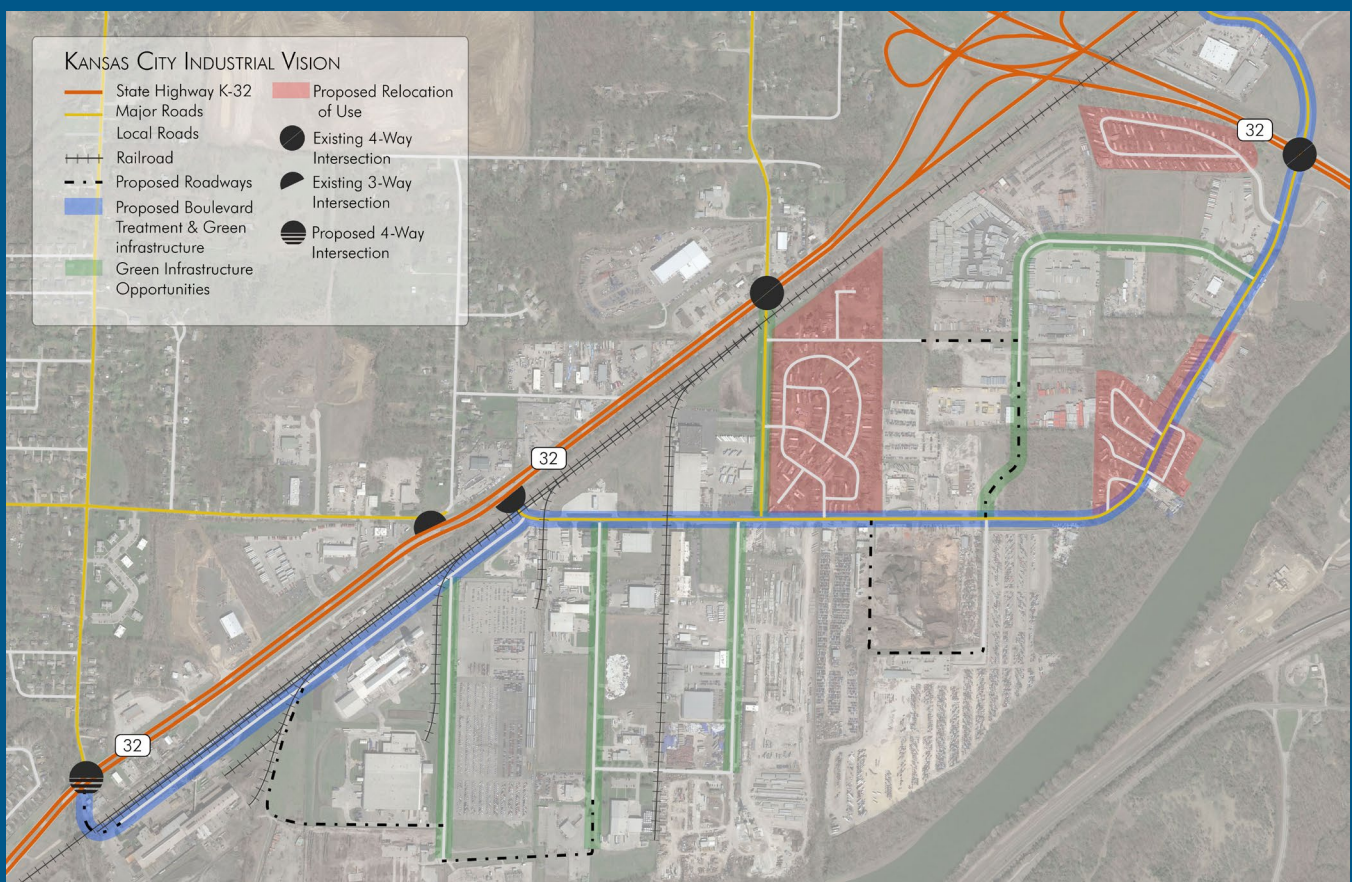 Kansas City Industrial Vision
State Highway K-32
Major Roads
Local Roads
Railroad
Proposed Roadways
Proposed Boulevard
Treatment & Green
infrastructure
Green Infrastructure
Opportunities
Proposed Relocation
of Use
Existing 4-Way
Intersection
Existing 3-Way
Intersection
Proposed 4-Way
Intersection
32
32
32